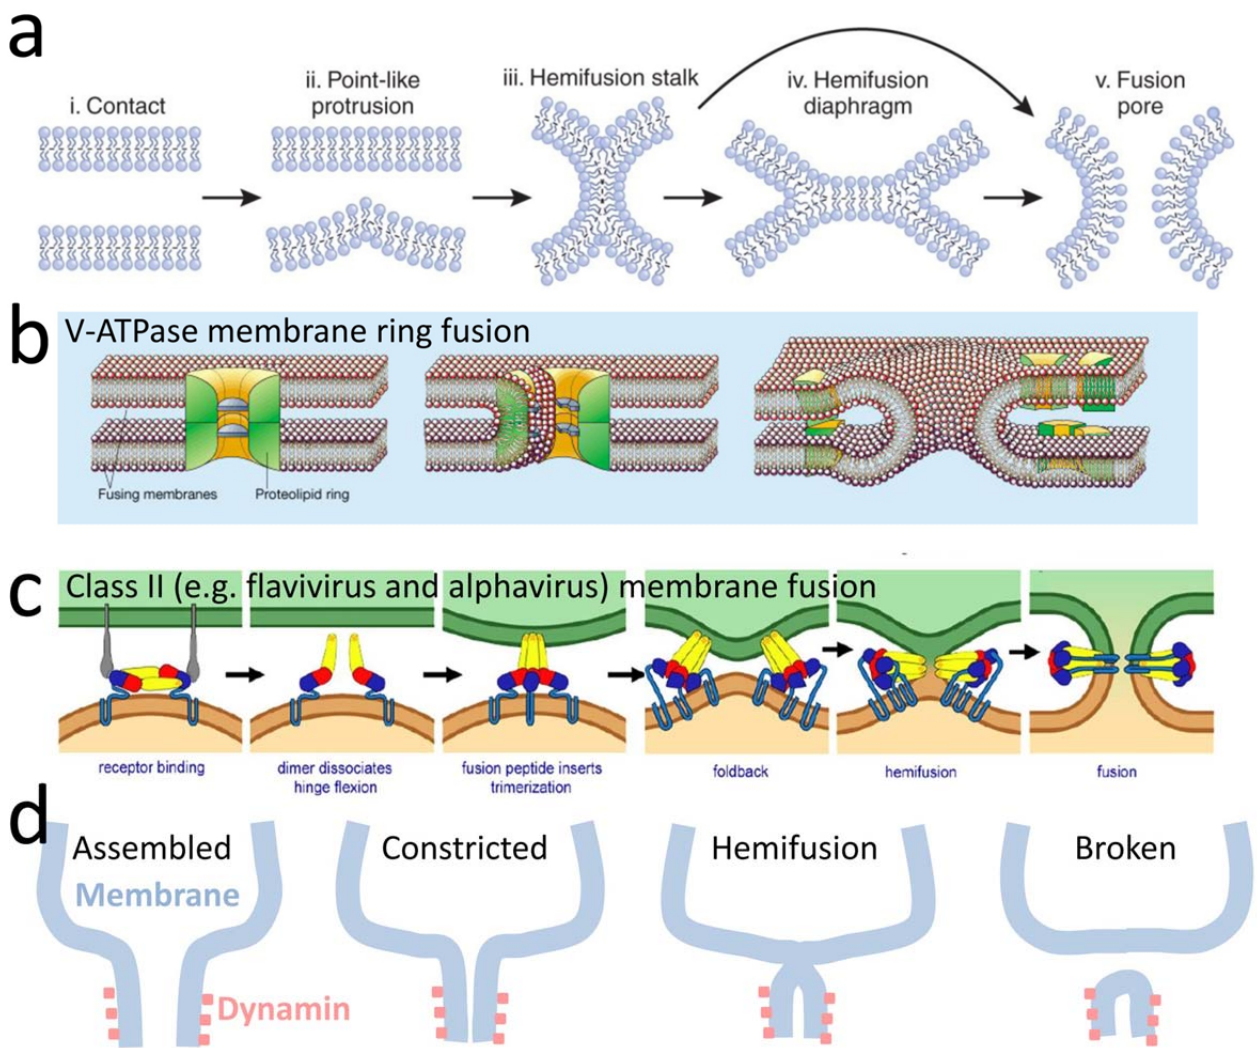 a
i. Contact
ii. Point-like
protrusion
iii. Hemifusion stalk
iv. Hemifusion
diaphragm
v. Fusion
pore
b
V-ATPase membrane ring fusion
Fusing membranes
Proteolipid ring
c
Class II (e.g. flavivirus and alphavirus) membrane fusion
receptor binding
dimer dissociates
hinge flexion
fusion peptide inserts
trimerization
foldback
hemifusion
fusion
d
Assembled
Constricted
Hemifusion
Broken
Membrane
Dynamin